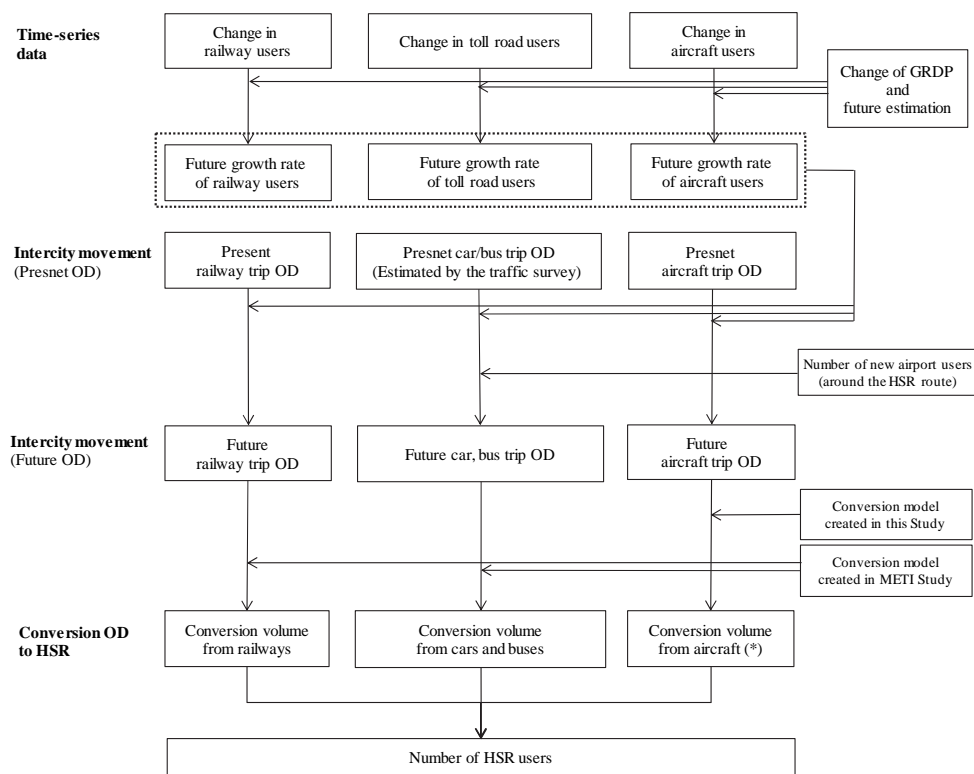 Time-series
data
Change in
railway users
Change in toll road users
Change in
aircraft users
Change of GRDP
and
future estimation
Future growth rate
of railway users
Future growth rate
of toll road users
Future growth rate
of aircraft users
Intercity movement
(Presnet OD)
Present
railway trip OD
Presnet car/bus trip OD
(Estimated by the traffic survey)
Presnet
aircraft trip OD
Number of new airport users
(around the HSR route)
Intercity movement
(Future OD)
Future
railway trip OD
Future car, bus trip OD
Future
aircraft trip OD
Conversion model
created in this Study
Conversion model
created in METI Study
Conversion OD
to HSR
Conversion volume
from railways
Conversion volume
from cars and buses
Conversion volume
from aircraft (*)
Number of HSR users